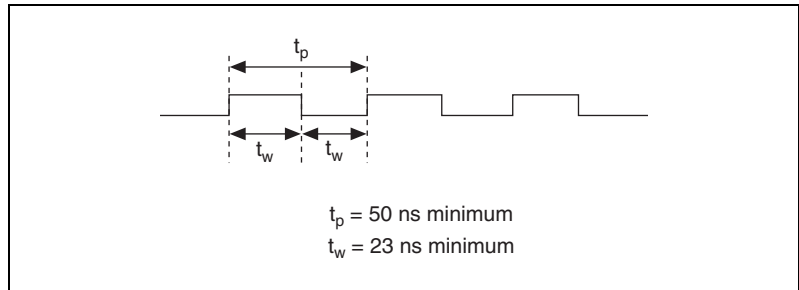 tp
tw tw
tp = 50 ns minimum
tw = 23 ns minimum